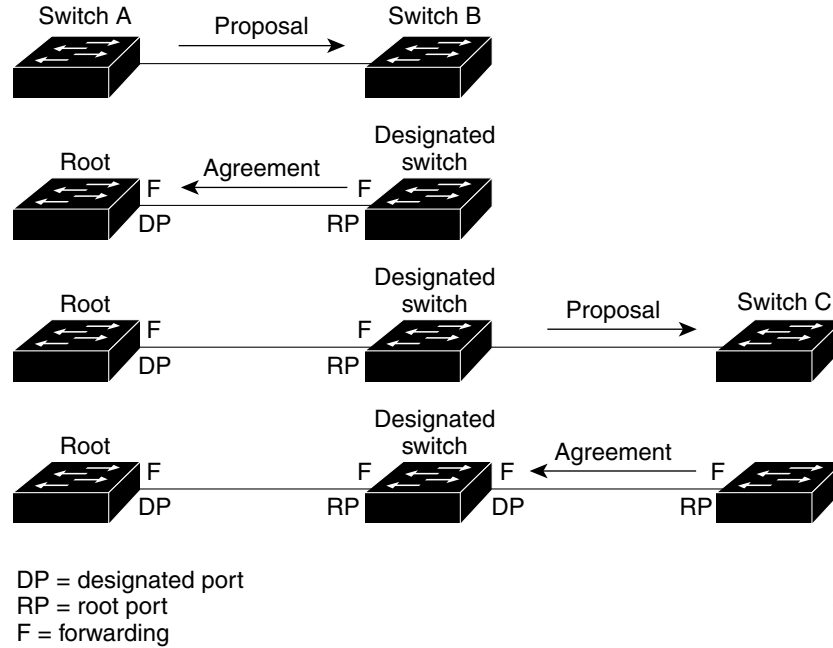 Switch A
Proposal
Switch B
Root
F
DP
Agreement
Designated
switch
F
RP
Root
F
DP
Designated
switch
F
RP
Proposal
Switch C
Root
F
DP
Designated
switch
F
RP
F
DP
Agreement
F
RP
DP = designated port
RP = root port
F = forwarding